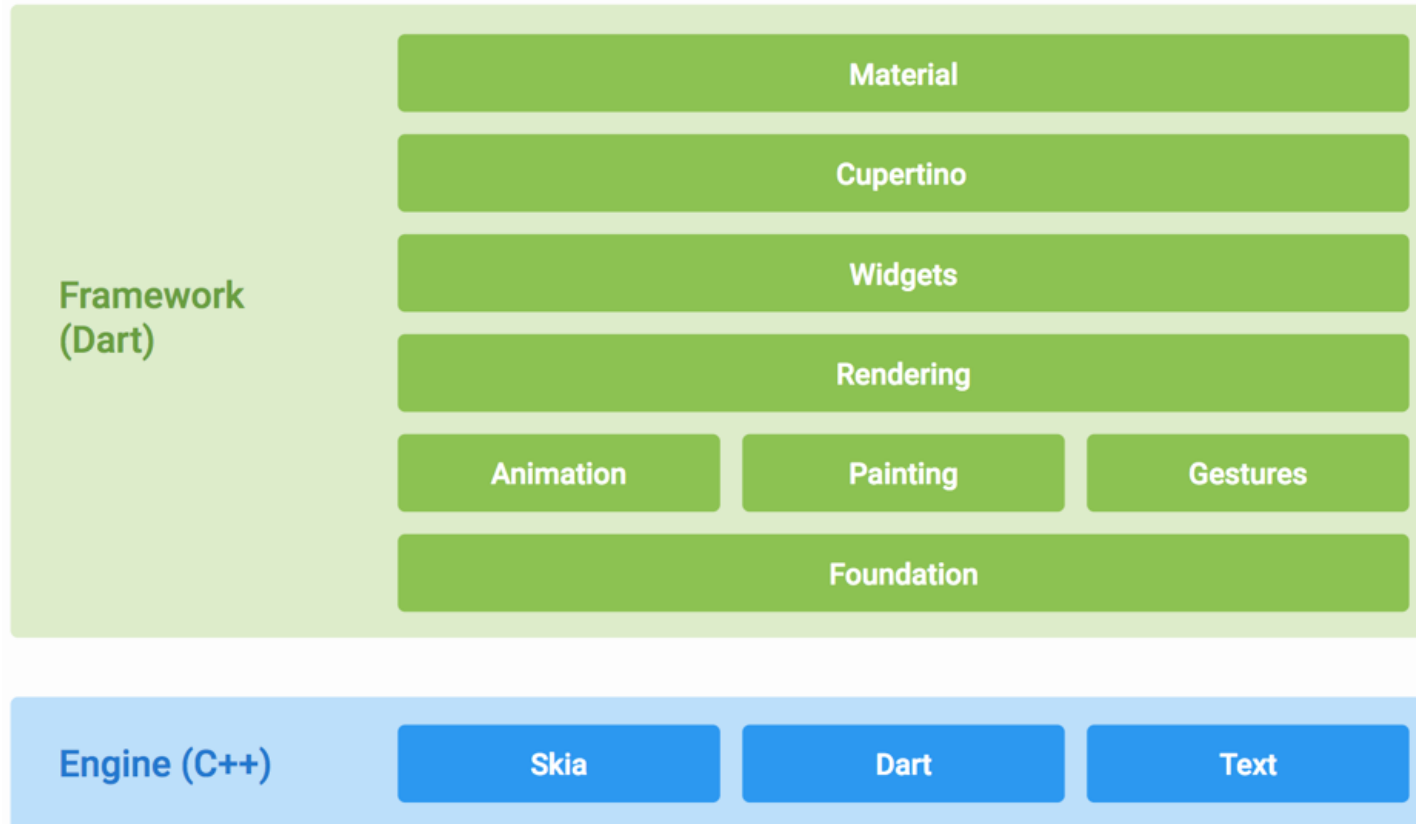 Material
Cupertino
Widgets
Framework
(Dart)
Rendering
Animation Painting Gestures
Foundation
Engine (C++) Skia Dart Text